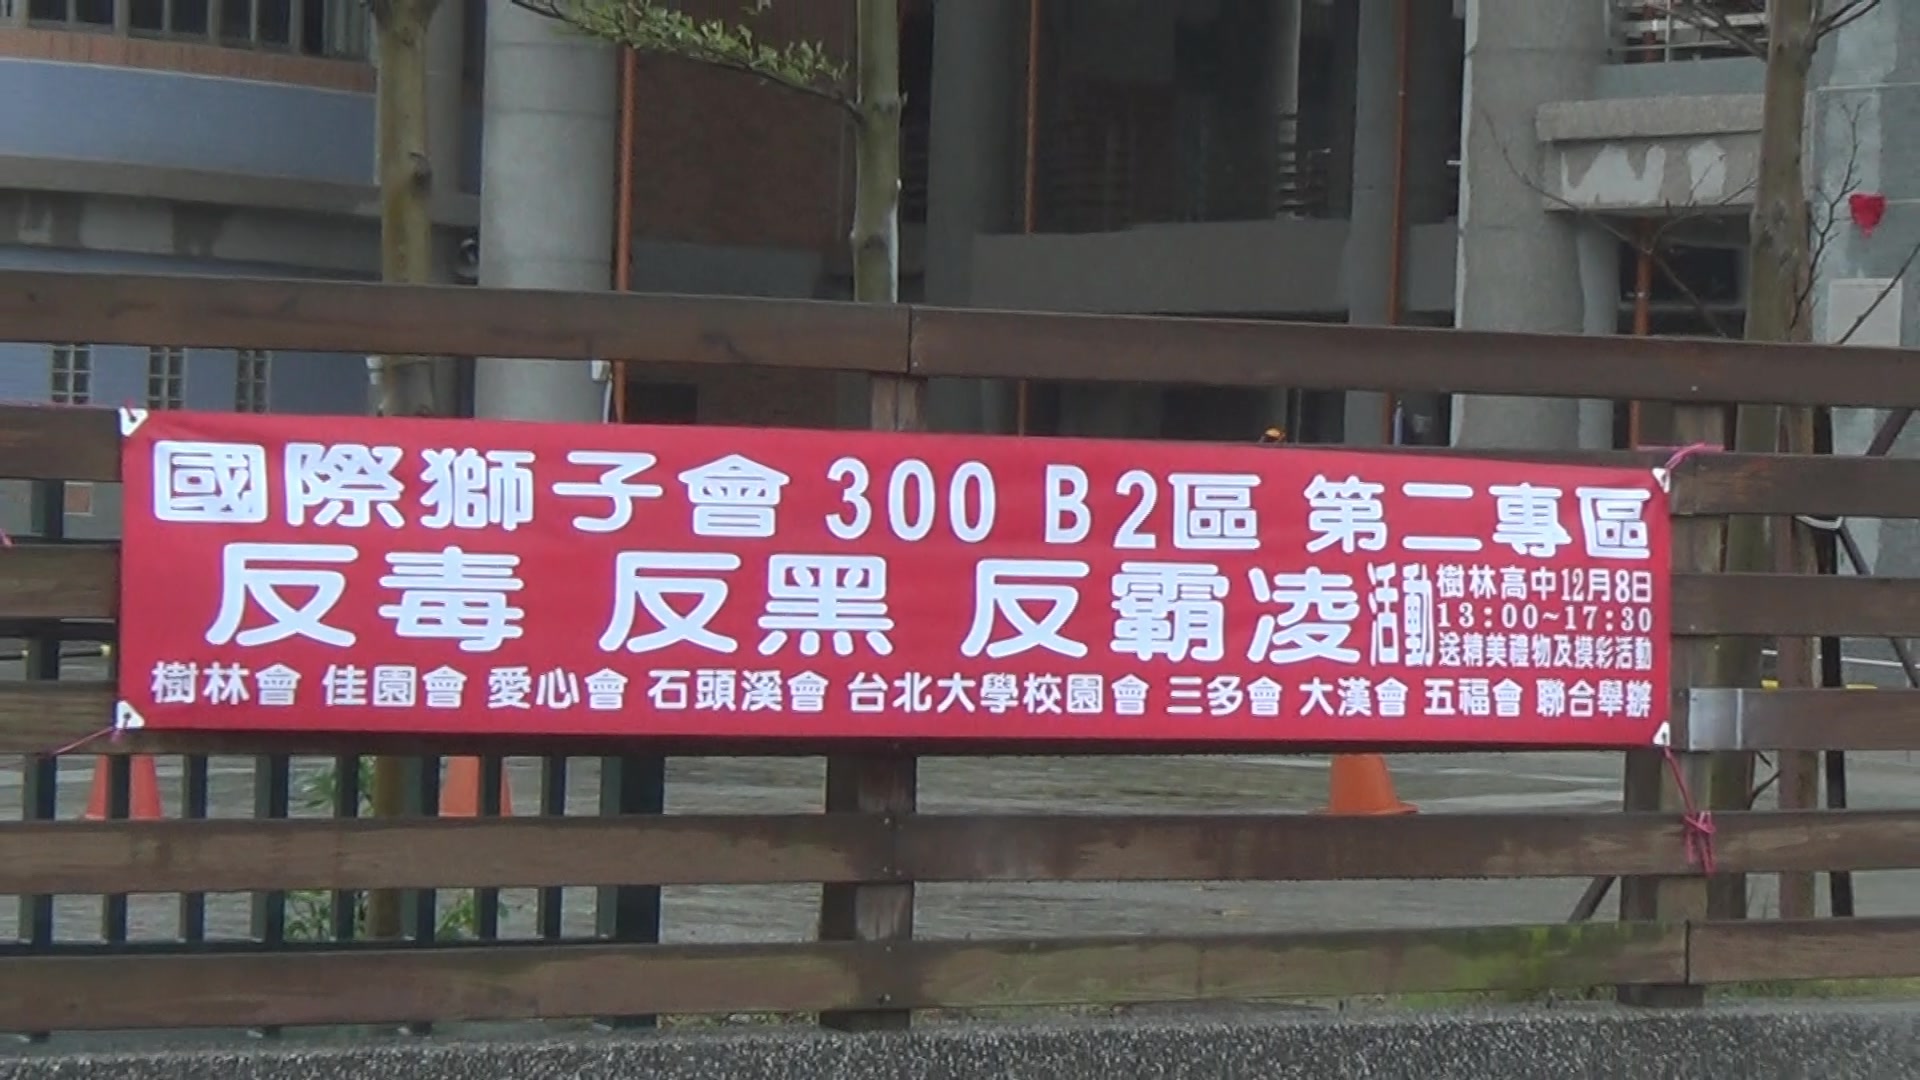 國際獅子會 300 B2區 第二專區
反毒 反黑 反霸凌 活動
樹林高中12月8日
13:00~17:30
送精美禮物及摸彩活動
樹林會 佳園會 愛心會 石頭溪會 台北大學校園會 三多會 大漢會 五福會 聯合舉辦